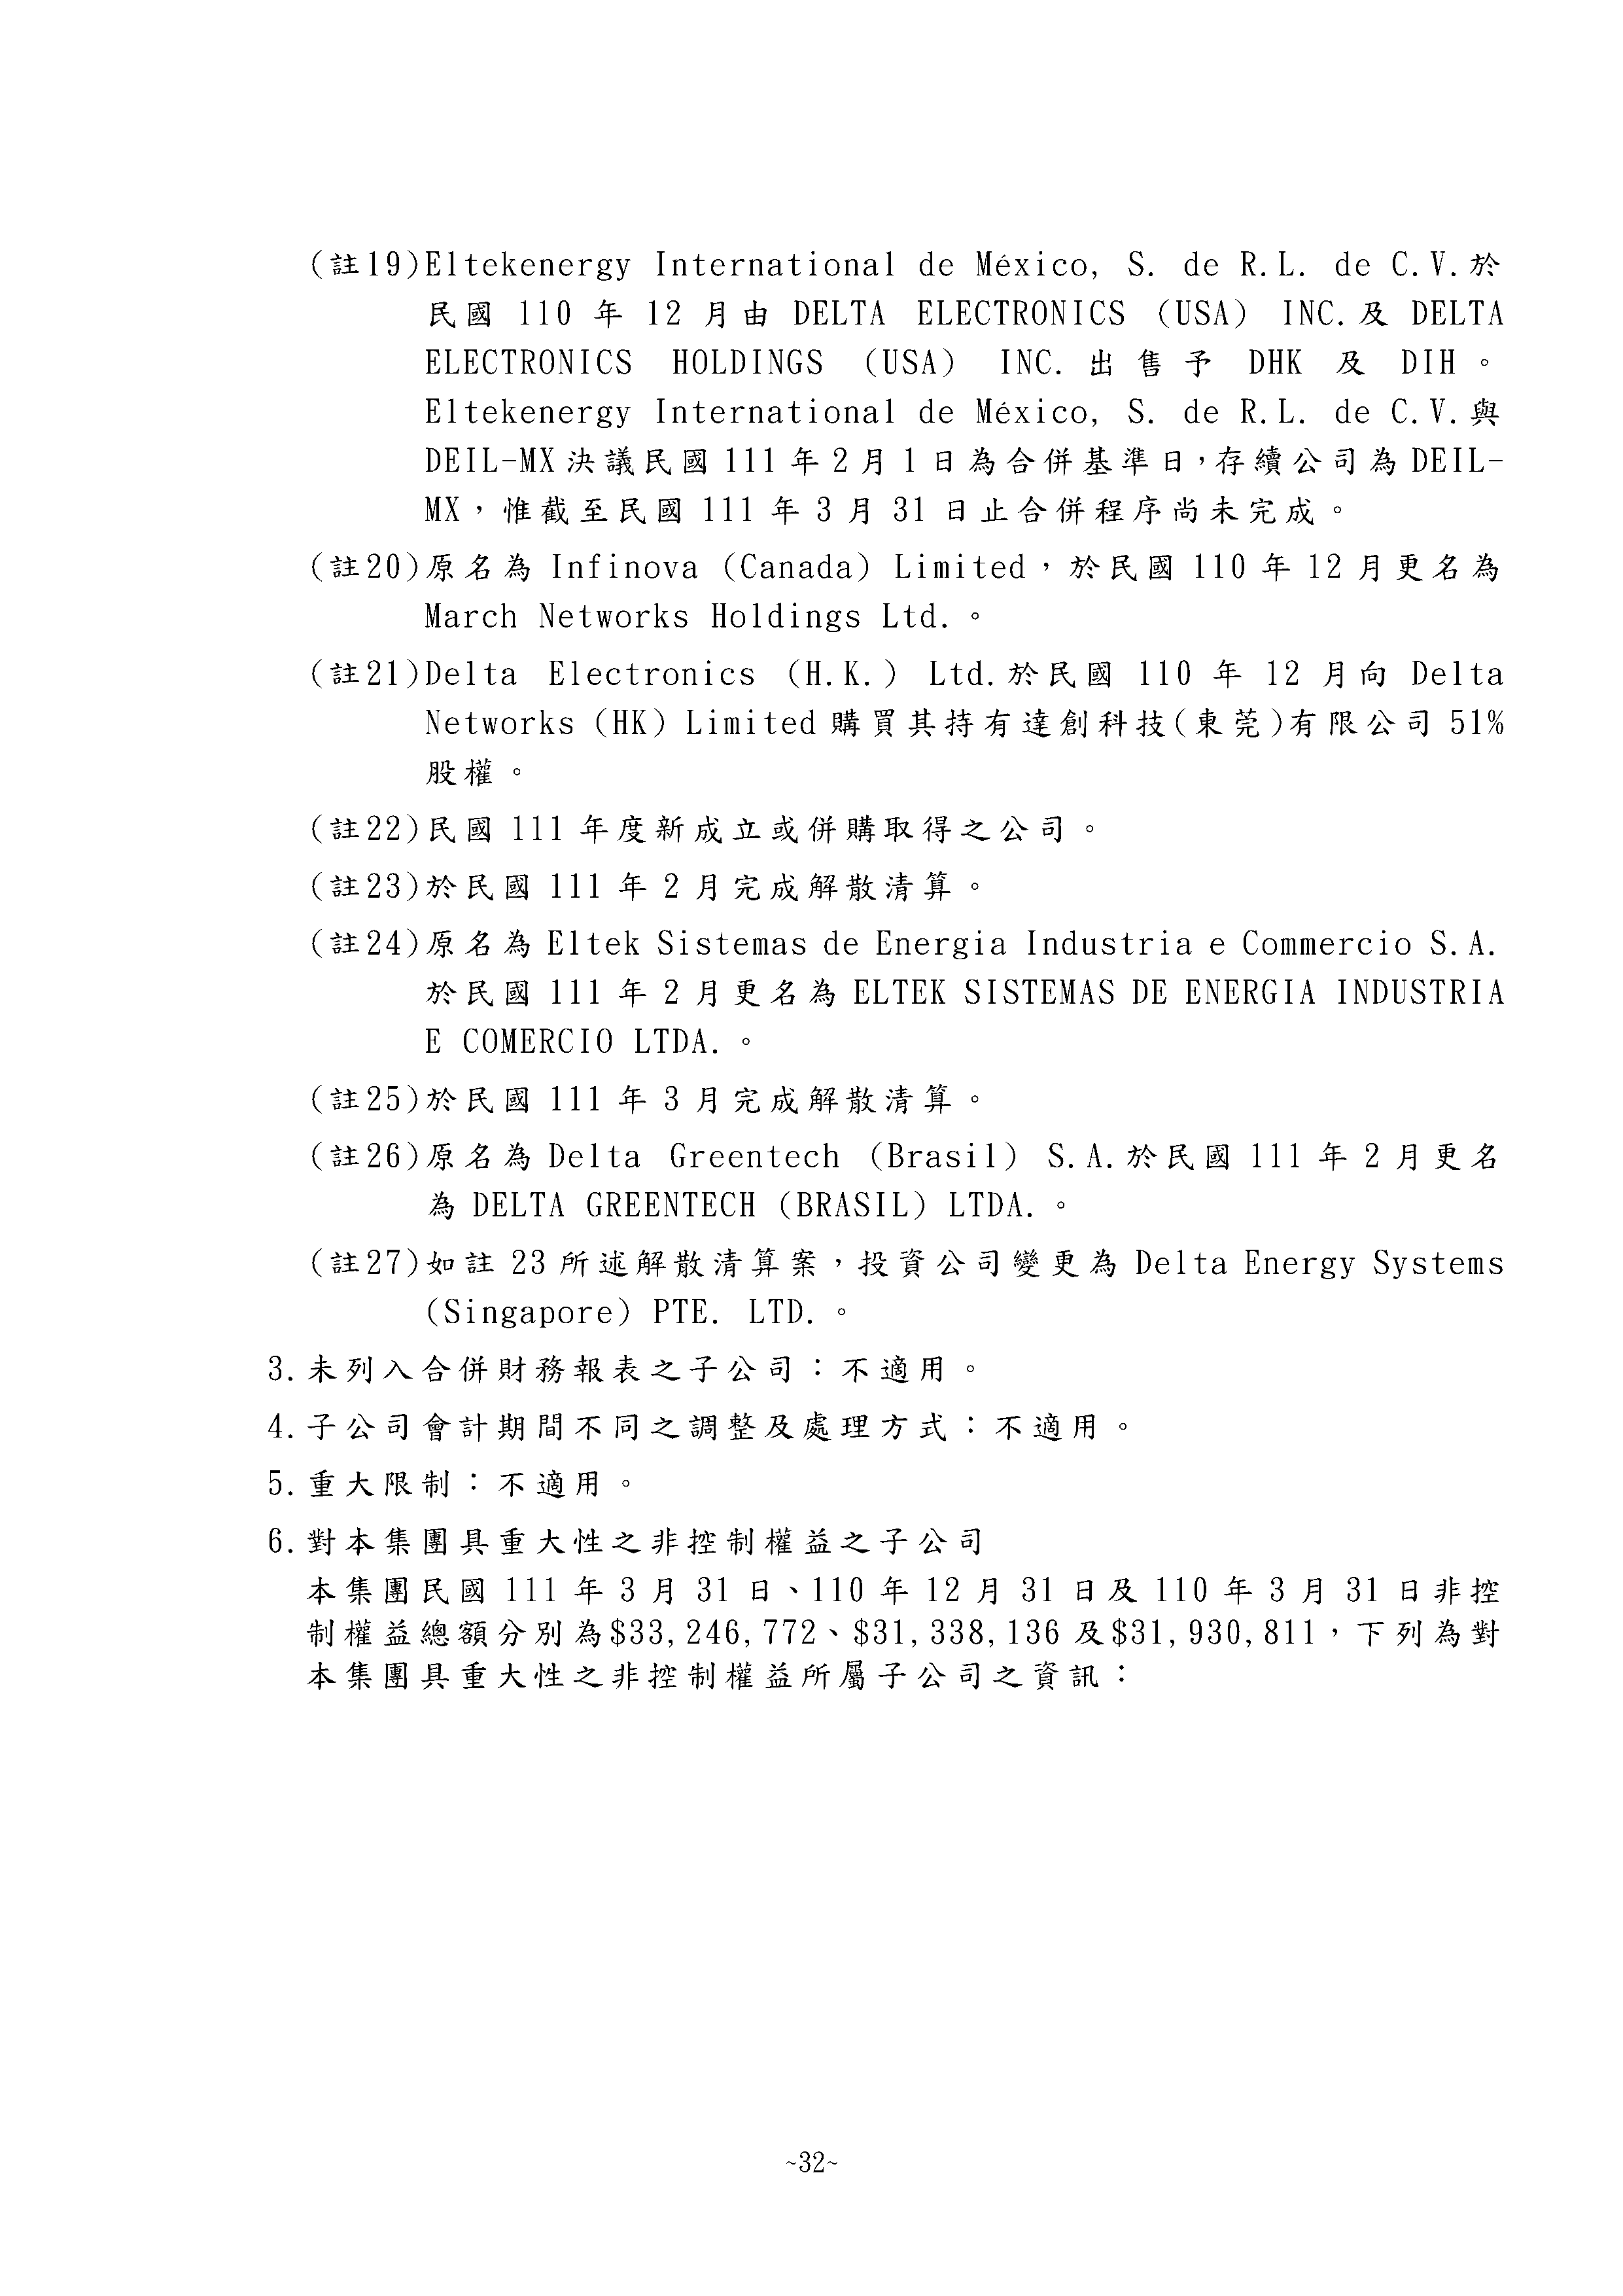 (註19)Eltekenergy International de México, S. de R.L. de C.V.於
民國 110 年 12 月由 DELTA ELECTRONICS (USA) INC.及 DELTA
ELECTRONICS HOLDINGS (USA) INC.出售予 DHK 及 DIH。
Eltekenergy International de México, S. de R.L. de C.V.與
DEIL-MX決議民國 111 年 2 月 1 日為合併基準日，存續公司為 DEIL-
MX，惟截至民國 111 年 3 月 31 日止合併程序尚未完成。
(註20)原名為 Infinova (Canada) Limited，於民國 110 年 12 月更名為
March Networks Holdings Ltd.。
(註21)Delta Electronics (H.K.) Ltd.於民國 110 年 12 月向 Delta
Networks (HK) Limited 購買其持有達創科技(東莞)有限公司 51%
股權。
(註22)民國 111 年度新成立或併購取得之公司。
(註23)於民國 111 年 2 月完成解散清算。
(註24)原名為 Eltek Sistemas de Energia Industria e Commercio S.A.
於民國 111 年 2 月更名為 ELTEK SISTEMAS DE ENERGIA INDUSTRIA
E COMERCIO LTDA.。
(註25)於民國 111 年 3 月完成解散清算。
(註26)原名為 Delta Greentech (Brasil) S.A.於民國 111 年 2 月更名
為 DELTA GREENTECH (BRASIL) LTDA.。
(註27)如註 23 所述解散清算案，投資公司變更為 Delta Energy Systems
(Singapore) PTE. LTD.。
3.未列入合併財務報表之子公司：不適用。
4.子公司會計期間不同之調整及處理方式：不適用。
5.重大限制：不適用。
6.對本集團具重大性之非控制權益之子公司
本集團民國 111 年 3 月 31 日、110 年 12 月 31 日及 110 年 3 月 31 日非控
制權益總額分別為$33,246,772、$31,338,136 及$31,930,811，下列為對
本集團具重大性之非控制權益所屬子公司之資訊：
~32~